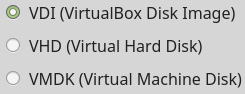 VDI (VirtualBox Disk Image)
VHD (Virtual Hard Disk)
VMDK (Virtual Machine Disk)